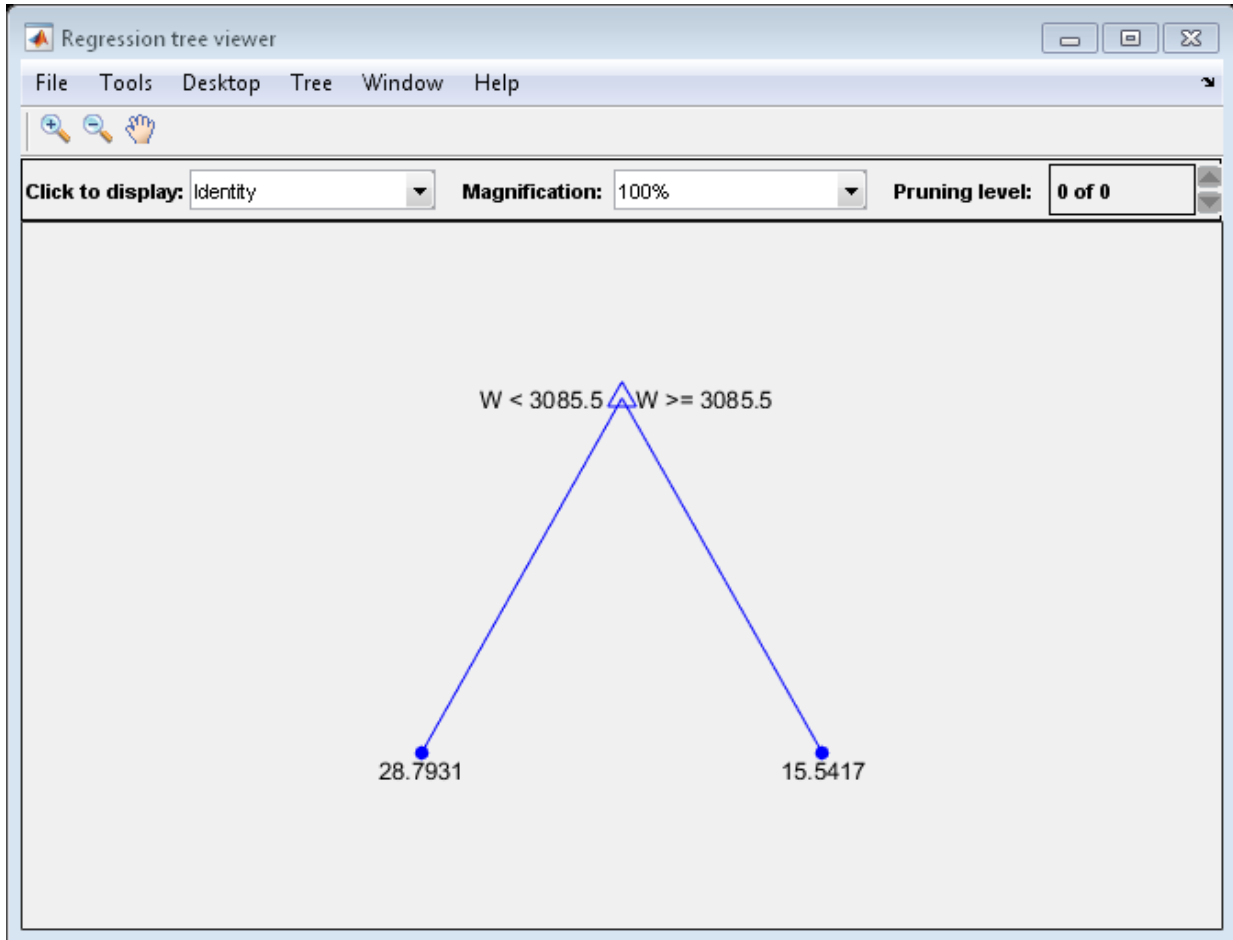 Regression tree viewer
File Tools Desktop Tree Window Help
Click to display: Identity Magnification: 100% Pruning level: 0 of 0
W < 3085.5 W >= 3085.5
28.7931 15.5417